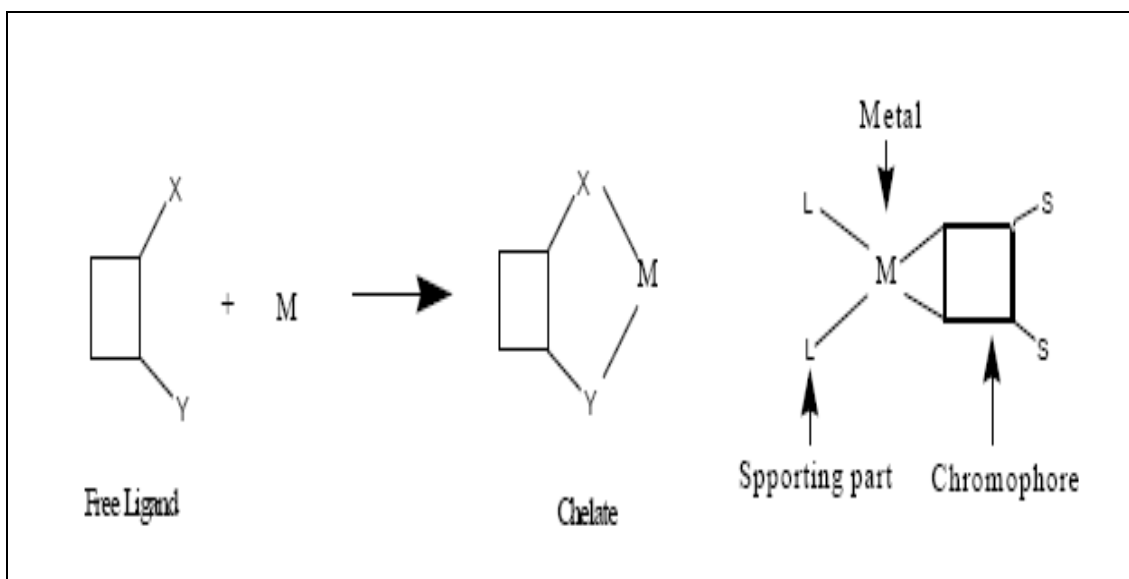 Metal
X
X
L
S
M
+ M
M
Y
Y
L
S
Spporting part
Chromophore
Free Ligand
Chelate